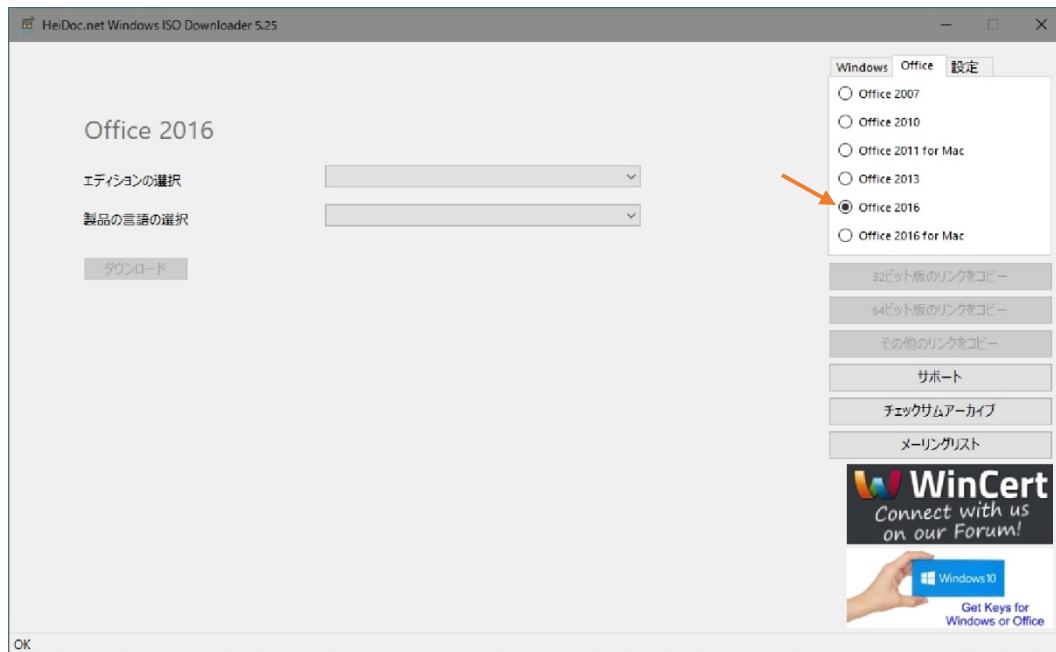 HeiDoc.net Windows ISO Downloader 5.25
Office 2016
エディションの選択
製品の言語の選択
ダウンロード
Windows Office 設定
Office 2007
Office 2010
Office 2011 for Mac
Office 2013
Office 2016
Office 2016 for Mac
32ビット版のリンクをコピー
64ビット版のリンクをコピー
その他のリンクをコピー
サポート
チェックサムアーカイブ
メーリングリスト
WinCert
Connect with us
on our Forum!
Windows 10
Get Keys for
Windows or Office
OK